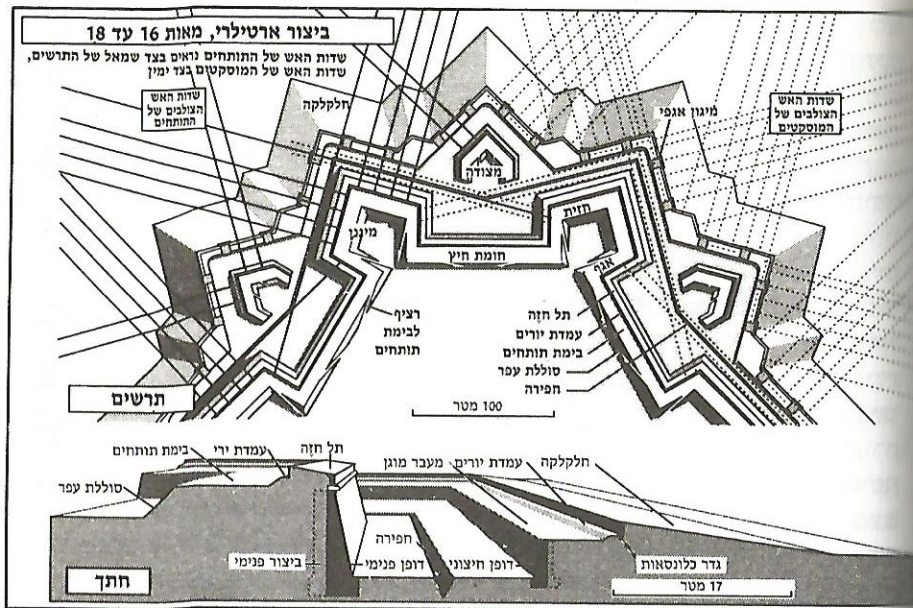 ביצור ארטילרי, מאות 16 עד 18
שדות האש של התותחים נראים בצד שמאל של התרשים,
שדות האש של המוסקטים בצד ימין
שדות האש
הצולבים של
המוסקטים
מיגון אגפי
חלקלקה
שדות האש
הצולבים של
התותחים
מצודה
חזית
מיגנן
חומת חיץ
אגף
רציף
לבימת
תותחים
תל חזֶה
עמדת יורים
בימת תותחים
סוללת עפר
חפירה
תרשים
100 מטר
חלקלקה
עמדת יורים
מעבר מוגן
תל חזֶה
עמדת ירי
בימת תותחים
סוללת עפר
חפירה
גדר כלונסאות
דופן חיצוני
דופן פנימי
ביצור פנימי
17 מטר
חתך